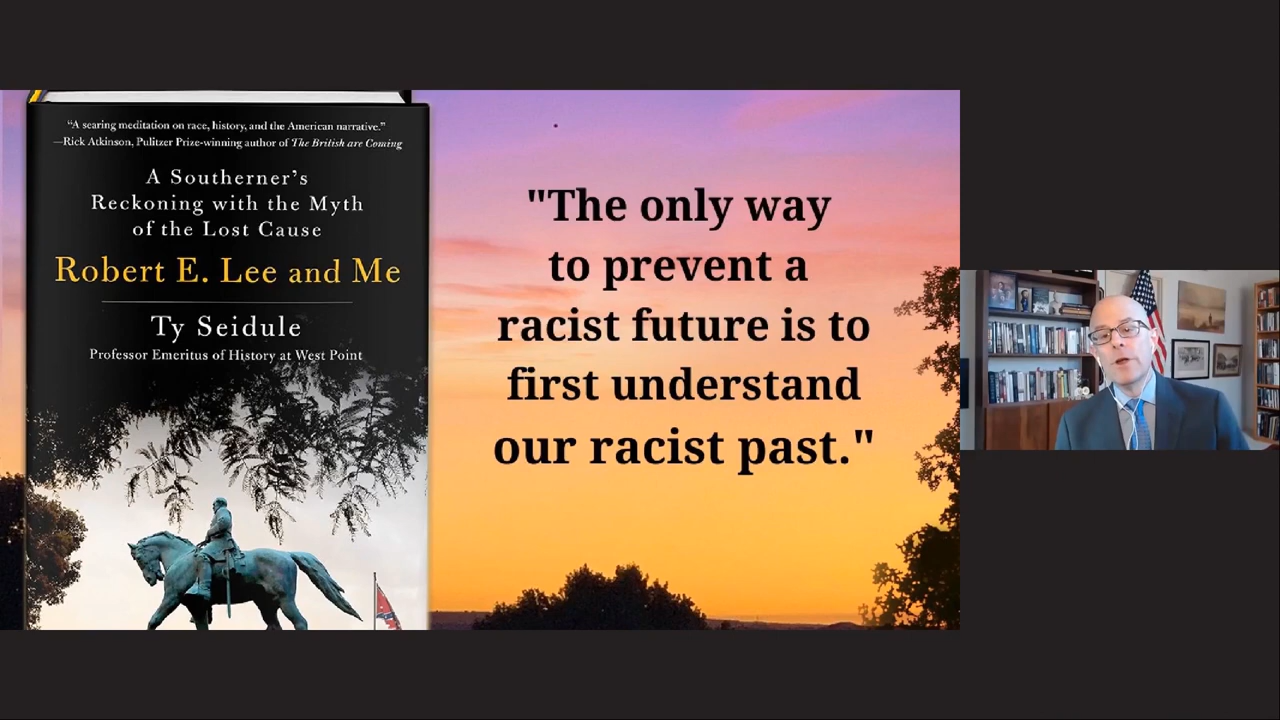 “A searing meditation on race, history, and the American narrative.”
—Rick Atkinson, Pulitzer Prize-winning author of The British are Coming
A Southerner’s
Reckoning with the Myth
of the Lost Cause
Robert E. Lee and Me
Ty Seidule
Professor Emeritus of History at West Point
"The only way
to prevent a
racist future is to
first understand
our racist past."